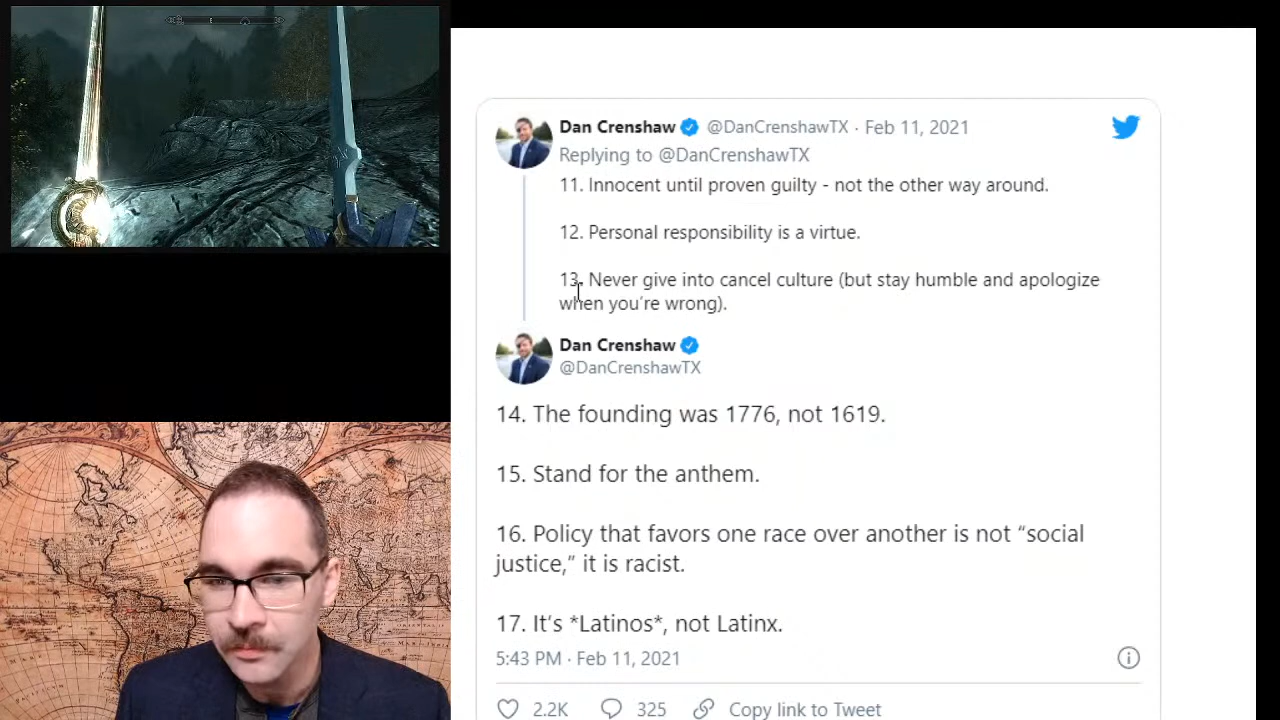 Dan Crenshaw @DanCrenshawTX · Feb 11, 2021
Replying to @DanCrenshawTX
11. Innocent until proven guilty - not the other way around.
12. Personal responsibility is a virtue.
13. Never give into cancel culture (but stay humble and apologize
when you're wrong).
Dan Crenshaw
@DanCrenshawTX
14. The founding was 1776, not 1619.
15. Stand for the anthem.
16. Policy that favors one race over another is not “social
justice,” it is racist.
17. It's *Latinos*, not Latinx.
5:43 PM · Feb 11, 2021
2.2K 325 Copy link to Tweet